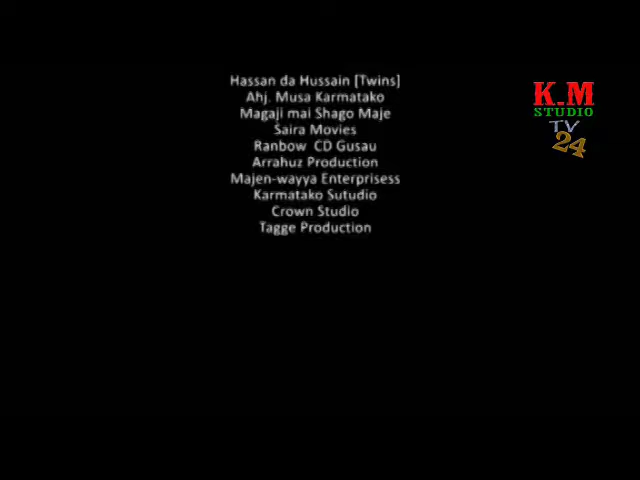 Hassan da Hussain [Twins]
Ahj. Musa Karmatako
Magaji mai Shago Maje
Saira Movies
Ranbow CD Gusau
Arrahuz Production
Majen-wayya Enterprisess
Karmatako Sutudio
Crown Studio
Tagge Production
K.M
STUDIO
TV
24